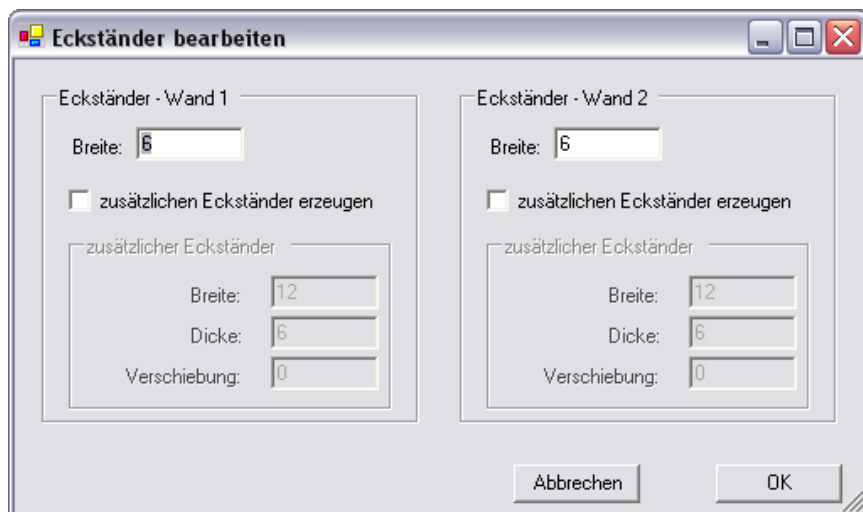 Eckständer bearbeiten
Eckständer - Wand 1
Breite: 6
zusätzlichen Eckständer erzeugen
zusätzlicher Eckständer
Breite: 12
Dicke: 6
Verschiebung: 0
Eckständer - Wand 2
Breite: 6
zusätzlichen Eckständer erzeugen
zusätzlicher Eckständer
Breite: 12
Dicke: 6
Verschiebung: 0
Abbrechen
OK